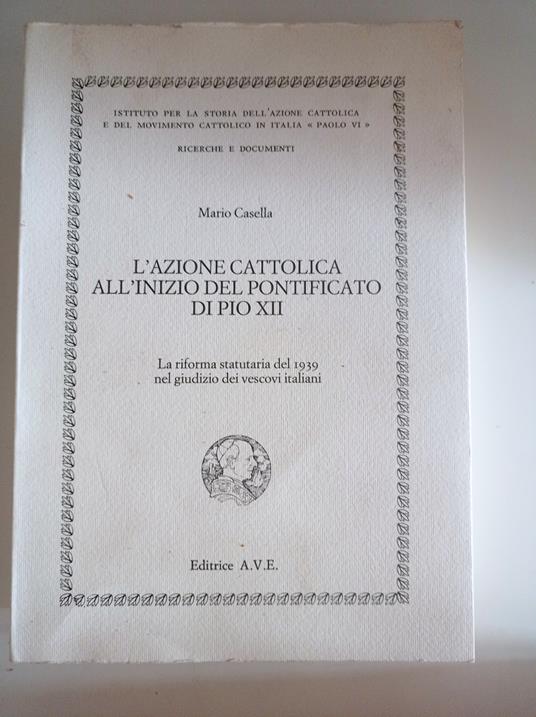 ISTITUTO PER LA STORIA DELL'AZIONE CATTOLICA
E DEL MOVIMENTO CATTOLICO IN ITALIA « PAOLO VI »
RICERCHE E DOCUMENTI
Mario Casella
L'AZIONE CATTOLICA
ALL'INIZIO DEL PONTIFICATO
DI PIO XII
La riforma statutaria del 1939
nel giudizio dei vescovi italiani
Editrice A.V.E.